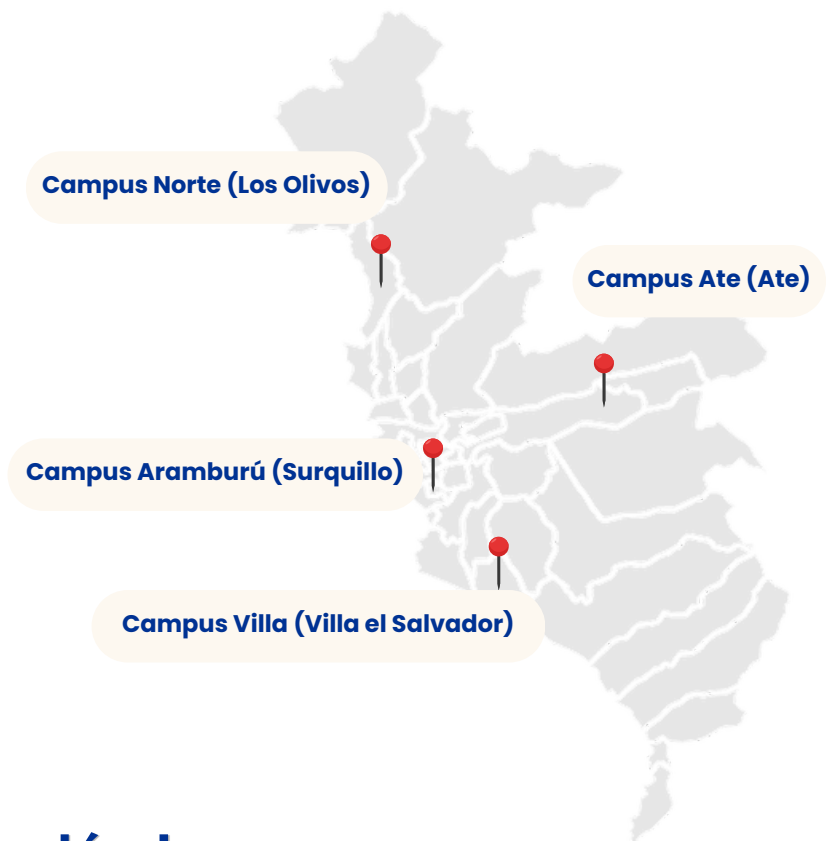 Campus Norte (Los Olivos)
Campus Ate (Ate)
Campus Aramburú (Surquillo)
Campus Villa (Villa el Salvador)